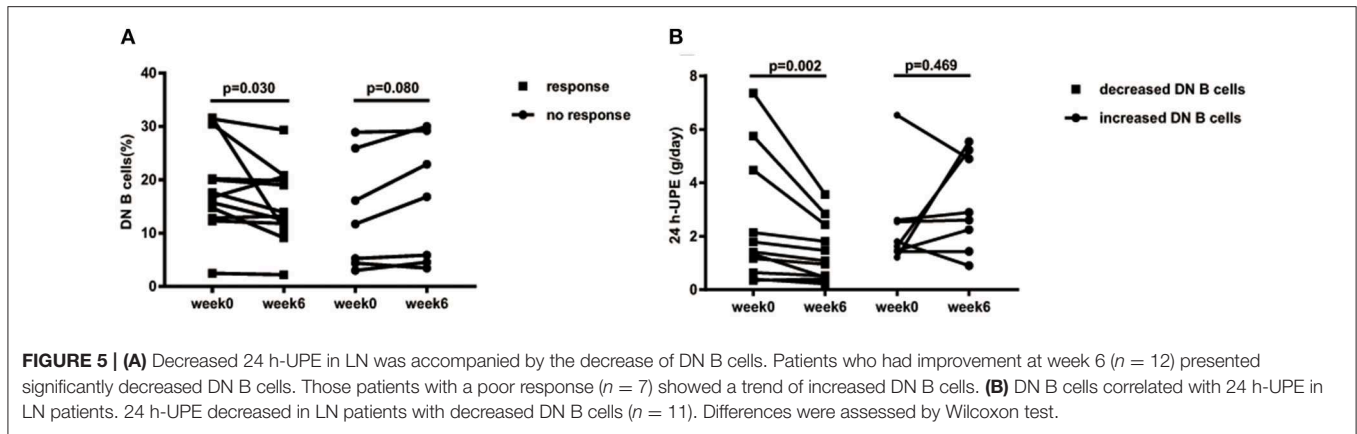 A
40
30
20
10
0
DN B cells(%)
p=0.030
p=0.080
week0
week6
week0
week6
response
no response
B
8
6
4
2
0
24 h-UPE (g/day)
p=0.002
p=0.469
week0
week6
week0
week6
decreased DN B cells
increased DN B cells
FIGURE 5 | (A) Decreased 24 h-UPE in LN was accompanied by the decrease of DN B cells. Patients who had improvement at week 6 (n = 12) presented
significantly decreased DN B cells. Those patients with a poor response (n = 7) showed a trend of increased DN B cells. (B) DN B cells correlated with 24 h-UPE in
LN patients. 24 h-UPE decreased in LN patients with decreased DN B cells (n = 11). Differences were assessed by Wilcoxon test.